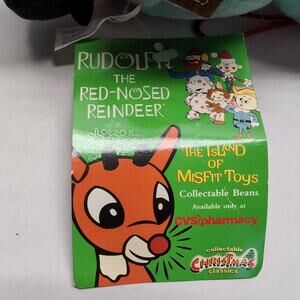 RUDOLPH
THE
RED-NOSED
REINDEER
THE ISLAND
OF
MISFIT TOYS
Collectable Beans
Available only at
CVS/pharmacy
collectable
CHRISTMAS
classics